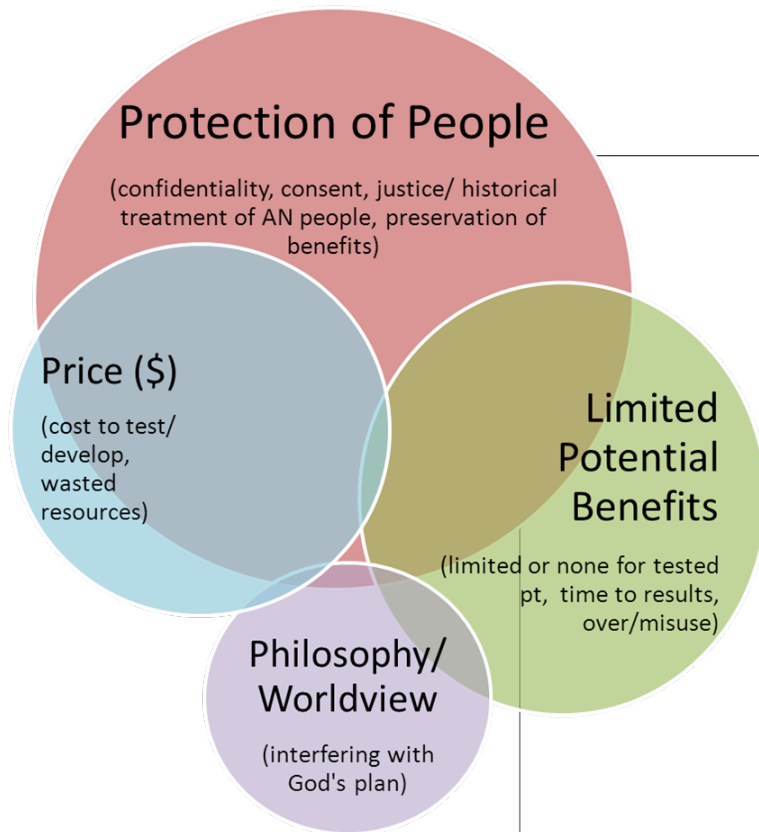 Protection of People
(confidentiality, consent, justice/ historical
treatment of AN people, preservation of
benefits)
Price ($)
(cost to test/
develop,
wasted
resources)
Limited
Potential
Benefits
(limited or none for tested
pt, time to results,
over/misuse)
Philosophy/
Worldview
(interfering with
God's plan)